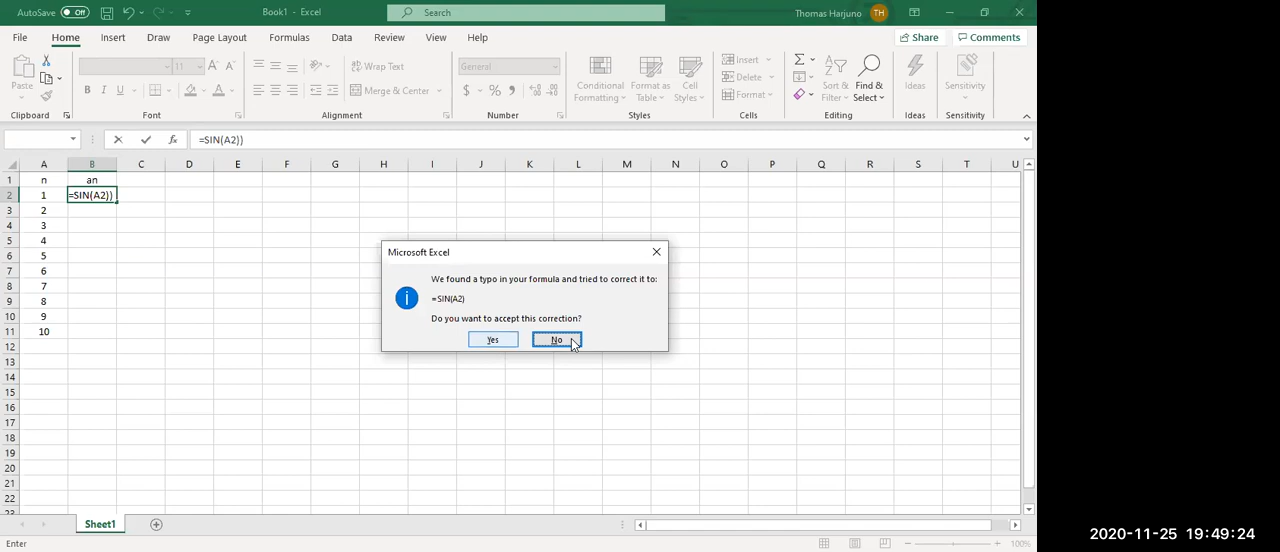 AutoSave Off Book1 - Excel Search Thomas Harjuno TH
File Home Insert Draw Page Layout Formulas Data Review View Help Share Comments
Paste 11 A A Wrap Text General Conditional Formatting Format as Table Cell Styles Insert Delete Format Sort & Filter Find & Select Ideas Sensitivity
B I U A Merge & Center $ % ,
Clipboard Font Alignment Number Styles Cells Editing Ideas Sensitivity
fx =SIN(A2))
A B C D E F G H I J K L M N O P Q R S T U
1 n an
2 1 =SIN(A2))
3 2
4 3
5 4
6 5
7 6
8 7
9 8
10 9
11 10
12
13
14
15
16
17
18
19
20
21
22
23
Microsoft Excel
We found a typo in your formula and tried to correct it to:
=SIN(A2)
Do you want to accept this correction?
Yes No
Sheet1
Enter 100%
2020-11-25 19:49:24